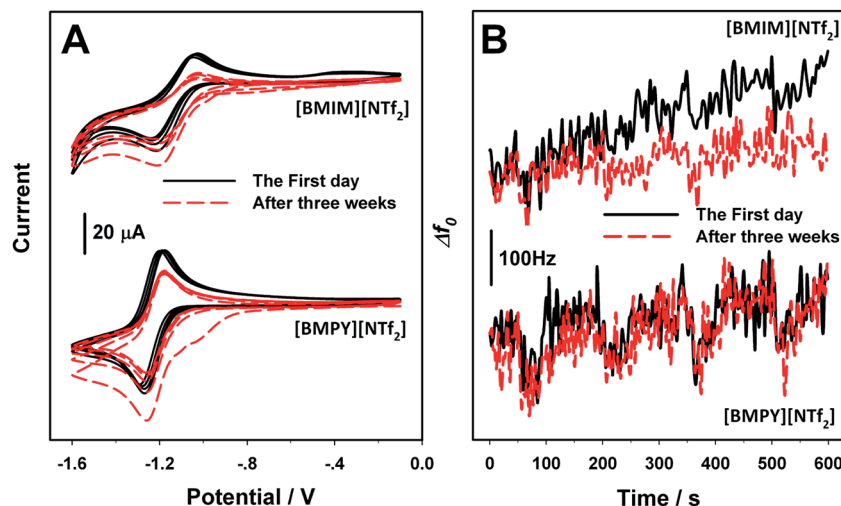 A
[BMIM][NTf2]
The First day
After three weeks
20 μA
[BMPY][NTf2]
Currrent
-1.6 -1.2 -.8 -.4 0.0
Potential / V
B
[BMIM][NTf2]
The First day
After three weeks
100Hz
[BMPY][NTf2]
Δf0
0 100 200 300 400 500 600
Time / s